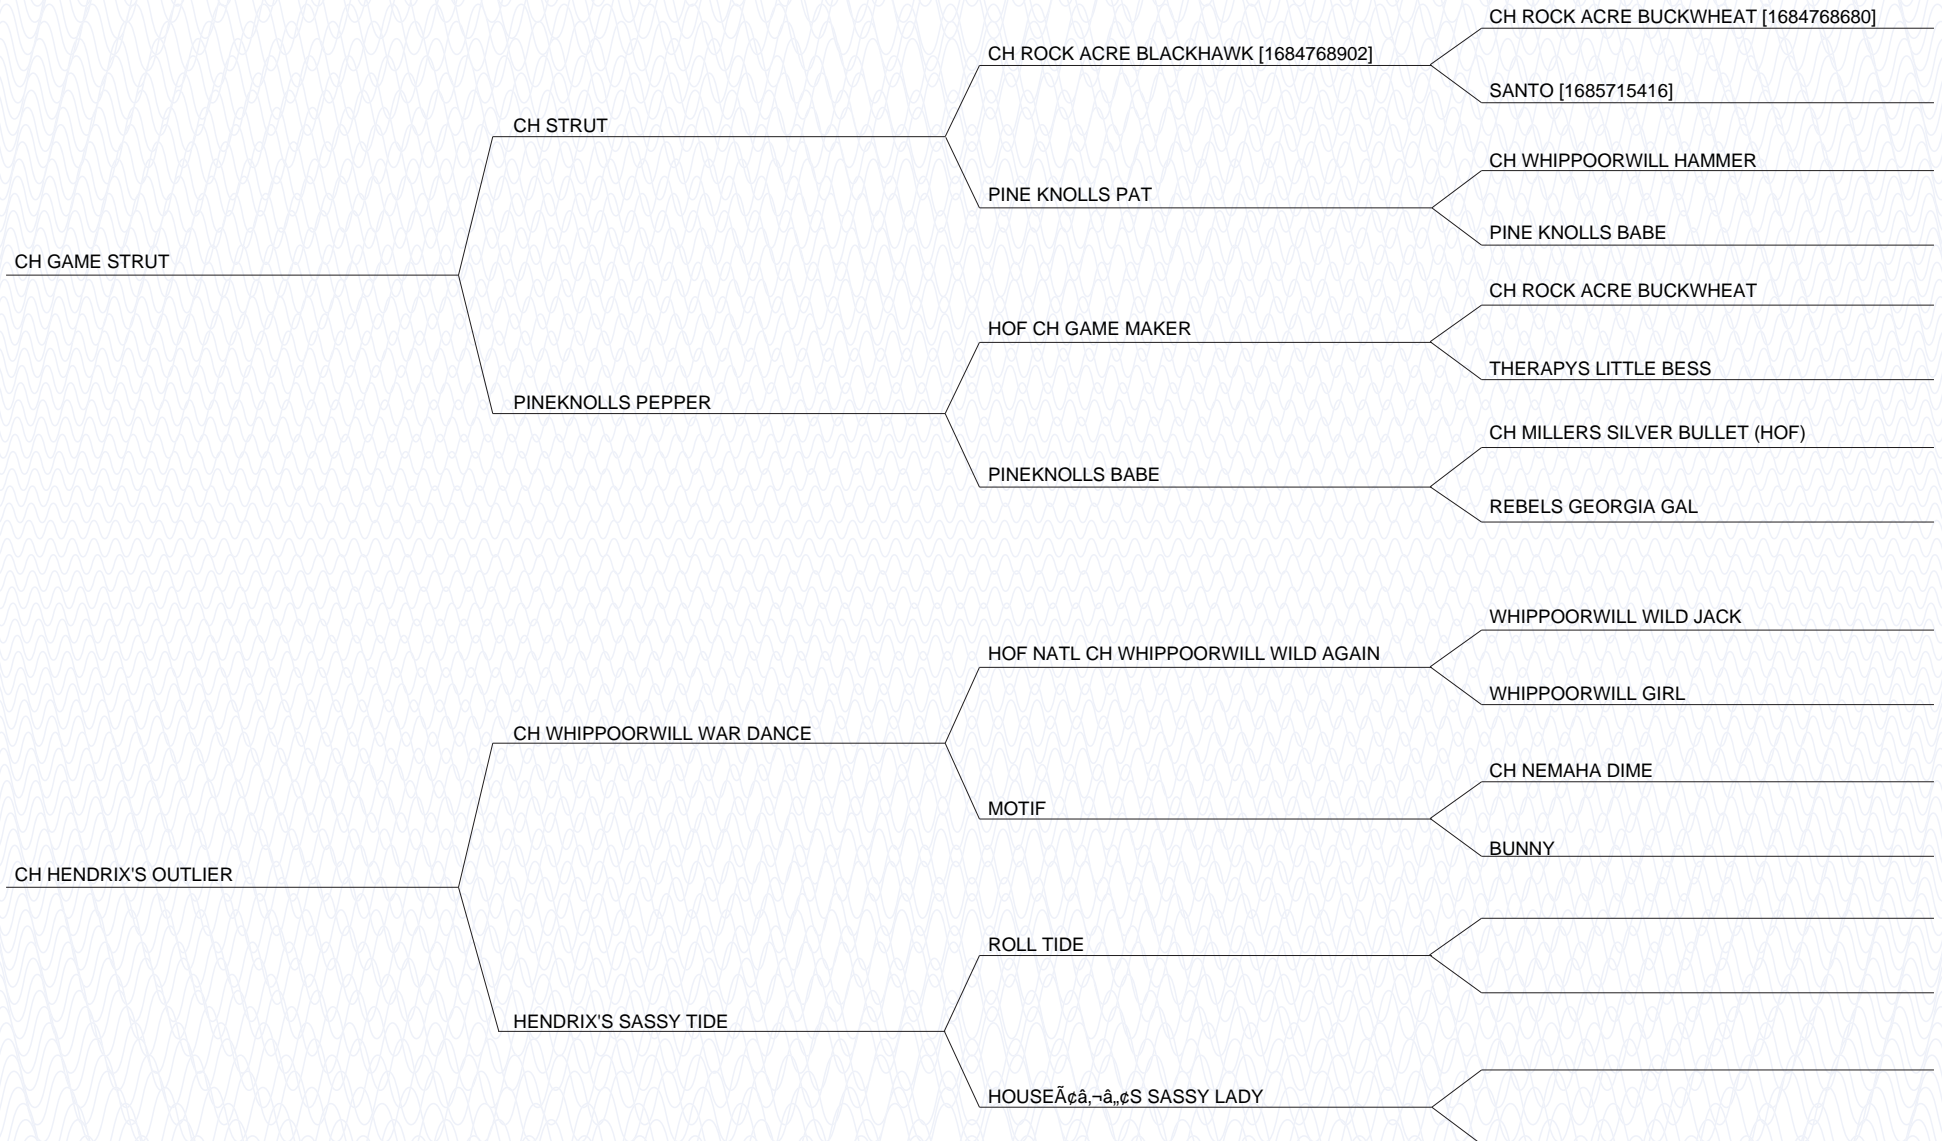 CH ROCK ACRE BUCKWHEAT [1684768680]
CH ROCK ACRE BLACKHAWK [1684768902]
SANTO [1685715416]
CH STRUT
CH WHIPPOORWILL HAMMER
PINE KNOLLS PAT
PINE KNOLLS BABE
CH GAME STRUT
CH ROCK ACRE BUCKWHEAT
HOF CH GAME MAKER
THERAPYS LITTLE BESS
PINEKNOLLS PEPPER
CH MILLERS SILVER BULLET (HOF)
PINEKNOLLS BABE
REBELS GEORGIA GAL
WHIPPOORWILL WILD JACK
HOF NATL CH WHIPPOORWILL WILD AGAIN
WHIPPOORWILL GIRL
CH WHIPPOORWILL WAR DANCE
CH NEMAHA DIME
MOTIF
BUNNY
CH HENDRIX'S OUTLIER
ROLL TIDE
HENDRIX'S SASSY TIDE
HOUSEÃ¢â‚¬â„¢S SASSY LADY